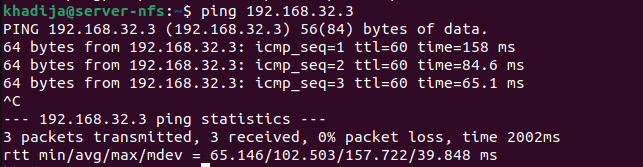 khadija@server-nfs:~$ ping 192.168.32.3
PING 192.168.32.3 (192.168.32.3) 56(84) bytes of data.
64 bytes from 192.168.32.3: icmp_seq=1 ttl=60 time=158 ms
64 bytes from 192.168.32.3: icmp_seq=2 ttl=60 time=84.6 ms
64 bytes from 192.168.32.3: icmp_seq=3 ttl=60 time=65.1 ms
^C
--- 192.168.32.3 ping statistics ---
3 packets transmitted, 3 received, 0% packet loss, time 2002ms
rtt min/avg/max/mdev = 65.146/102.503/157.722/39.848 ms